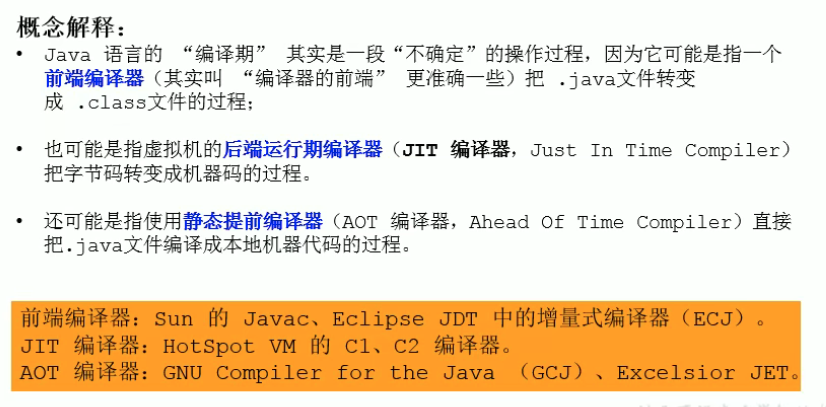 概念解释：
• Java 语言的 “编译期” 其实是一段“不确定”的操作过程，因为它可能是指一个
前端编译器（其实叫 “编译器的前端” 更准确一些）把 .java文件转变
成 .class文件的过程；
• 也可能是指虚拟机的后端运行期编译器（JIT 编译器，Just In Time Compiler）
把字节码转变成机器码的过程。
• 还可能是指使用静态提前编译器（AOT 编译器，Ahead Of Time Compiler）直接
把.java文件编译成本地机器代码的过程。
前端编译器：Sun 的 Javac、Eclipse JDT 中的增量式编译器（ECJ）。
JIT 编译器：HotSpot VM 的 C1、C2 编译器。
AOT 编译器：GNU Compiler for the Java （GCJ）、Excelsior JET。